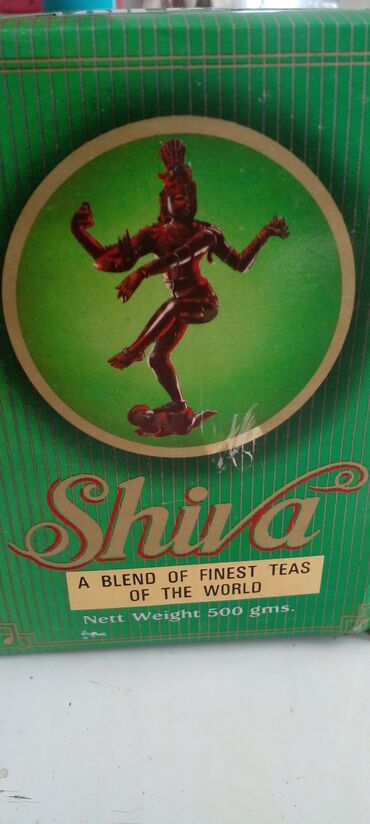 Shiva
A BLEND OF FINEST TEAS
OF THE WORLD
Nett Weight 500 gms.